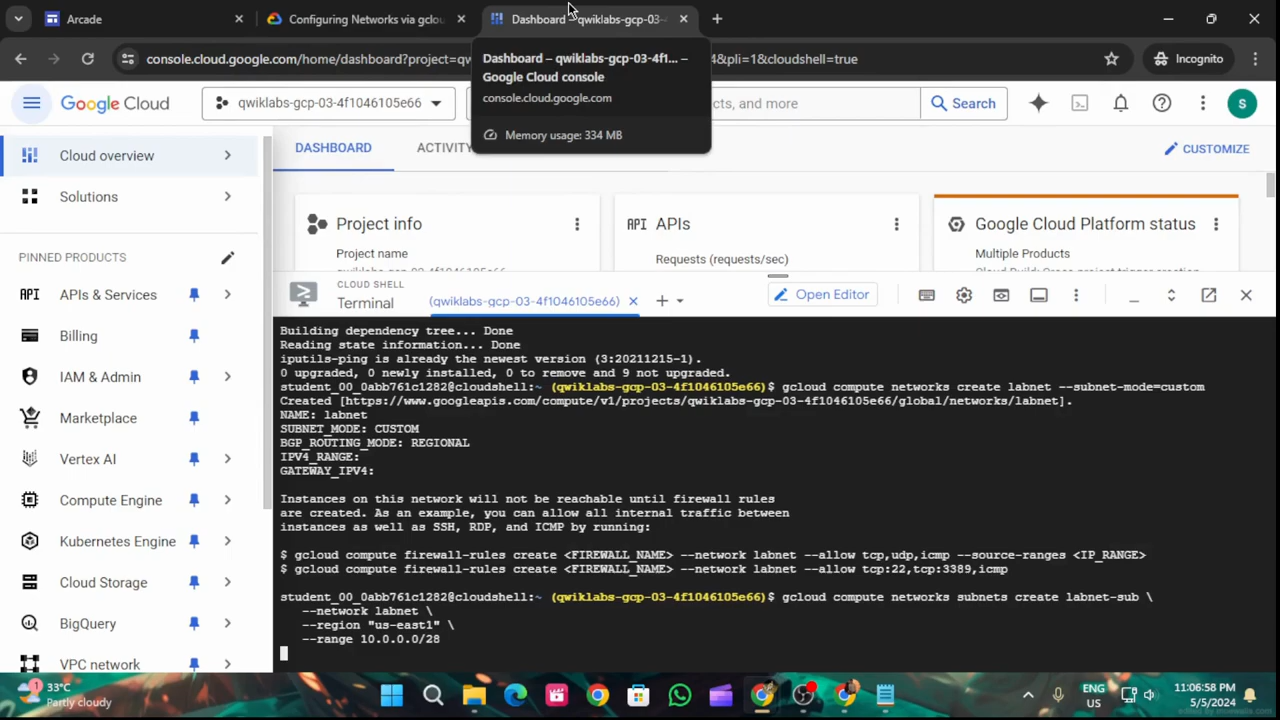 Arcade
Configuring Networks via gclou
Dashboard – qwiklabs-gcp-03-
console.cloud.google.com/home/dashboard?project=qw
4&pli=1&cloudshell=true
Incognito
Dashboard – qwiklabs-gcp-03-4f1... –
Google Cloud console
console.cloud.google.com
Memory usage: 334 MB
Google Cloud
qwiklabs-gcp-03-4f1046105e66
cts, and more
Search
S
Cloud overview
Solutions
PINNED PRODUCTS
API APIs & Services
Billing
IAM & Admin
Marketplace
Vertex AI
Compute Engine
Kubernetes Engine
Cloud Storage
BigQuery
VPC network
DASHBOARD
ACTIVITY
CUSTOMIZE
Project info
Project name
API APIs
Requests (requests/sec)
Google Cloud Platform status
Multiple Products
CLOUD SHELL
Terminal
(qwiklabs-gcp-03-4f1046105e66)
Open Editor
Building dependency tree... Done
Reading state information... Done
iputils-ping is already the newest version (3:20211215-1).
0 upgraded, 0 newly installed, 0 to remove and 9 not upgraded.
student_00_0abb761c1282@cloudshell:~ (qwiklabs-gcp-03-4f1046105e66)$ gcloud compute networks create labnet --subnet-mode=custom
Created [https://www.googleapis.com/compute/v1/projects/qwiklabs-gcp-03-4f1046105e66/global/networks/labnet].
NAME: labnet
SUBNET_MODE: CUSTOM
BGP_ROUTING_MODE: REGIONAL
IPV4_RANGE:
GATEWAY_IPV4:
Instances on this network will not be reachable until firewall rules
are created. As an example, you can allow all internal traffic between
instances as well as SSH, RDP, and ICMP by running:
$ gcloud compute firewall-rules create <FIREWALL_NAME> --network labnet --allow tcp,udp,icmp --source-ranges <IP_RANGE>
$ gcloud compute firewall-rules create <FIREWALL_NAME> --network labnet --allow tcp:22,tcp:3389,icmp
student_00_0abb761c1282@cloudshell:~ (qwiklabs-gcp-03-4f1046105e66)$ gcloud compute networks subnets create labnet-sub \
--network labnet \
--region "us-east1" \
--range 10.0.0.0/28
1
33°C
Partly cloudy
ENG
US
11:06:58 PM
5/5/2024